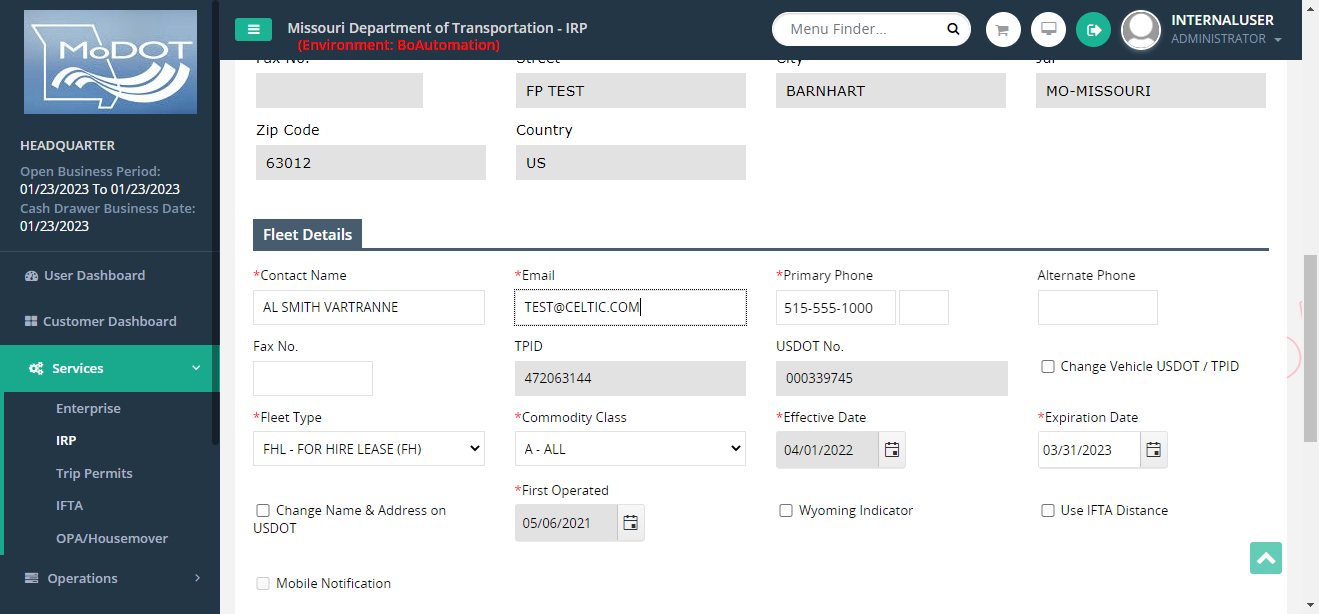 MoDOT
HEADQUARTER
Open Business Period:
01/23/2023 To 01/23/2023
Cash Drawer Business Date:
01/23/2023
User Dashboard
Customer Dashboard
Services
Enterprise
IRP
Trip Permits
IFTA
OPA/Housemover
Operations
Missouri Department of Transportation - IRP
(Environment: BoAutomation)
Menu Finder...
INTERNALUSER
ADMINISTRATOR
Fax No. Street City Jur
FP TEST BARNHART MO-MISSOURI
Zip Code Country
63012 US
Fleet Details
*Contact Name *Email *Primary Phone Alternate Phone
AL SMITH VARTRANNE TEST@CELTIC.COM 515-555-1000
Fax No. TPID USDOT No.
472063144 000339745 Change Vehicle USDOT / TPID
*Fleet Type *Commodity Class *Effective Date *Expiration Date
FHL - FOR HIRE LEASE (FH) A - ALL 04/01/2022 03/31/2023
*First Operated
Change Name & Address on Wyoming Indicator Use IFTA Distance
USDOT 05/06/2021
Mobile Notification